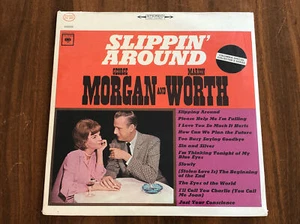 SLIPPIN'
AROUND
GEORGE
MARION
MORGAN AND WORTH
Slipping Around
Please Help Me I'm Falling
I Love You So Much It Hurts
How Can We Plan the Future
Too Busy Saying Goodbye
Sin and Silver
I'm Thinking Tonight of My
Blue Eyes
Slowly
(Stolen Love Is) The Beginning
of the End
The Eyes of the World
I'll Call You Charlie (You Call
Me Joan)
Just Your Conscience